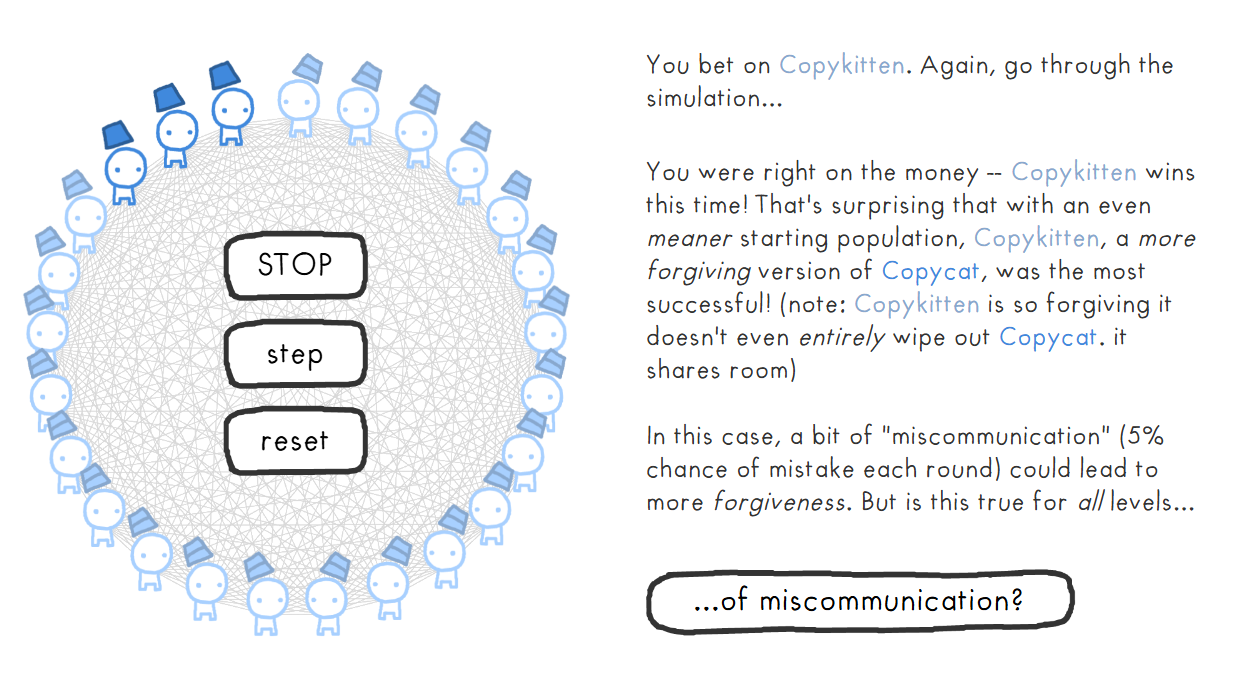 STOP
step
reset
You bet on Copykitten. Again, go through the
simulation...
You were right on the money -- Copykitten wins
this time! That's surprising that with an even
meaner starting population, Copykitten, a more
forgiving version of Copycat, was the most
successful! (note: Copykitten is so forgiving it
doesn't even entirely wipe out Copycat. it
shares room)
In this case, a bit of "miscommunication" (5%
chance of mistake each round) could lead to
more forgiveness. But is this true for all levels...
...of miscommunication?